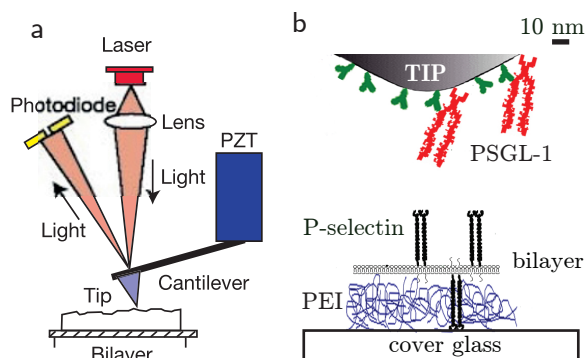 a
Laser
Photodiode
Lens
PZT
Light
Light
Cantilever
Tip
Bilayer
b
10 nm
TIP
PSGL-1
P-selectin
bilayer
PEI
cover glass